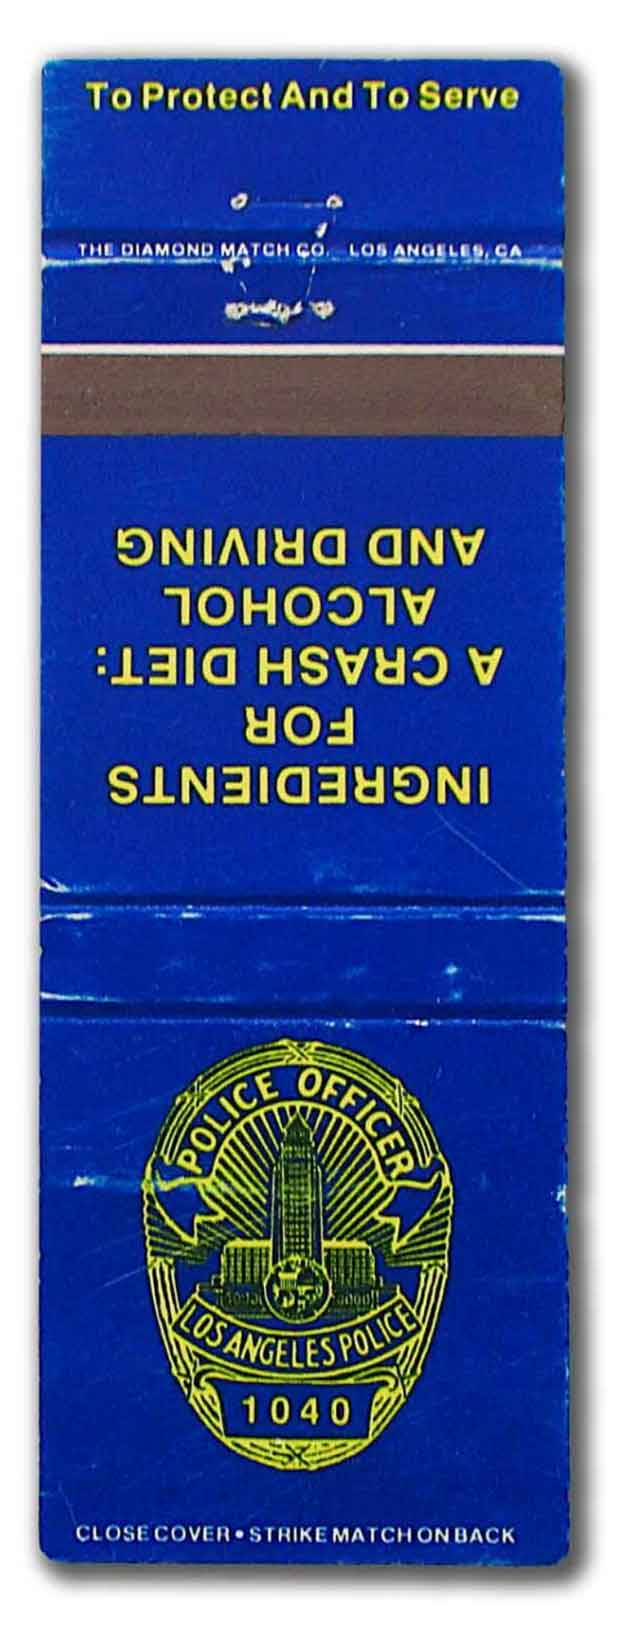 To Protect And To Serve
THE DIAMOND MATCH CO. LOS ANGELES, CA
INGREDIENTS
FOR
A CRASH DIET:
ALCOHOL
AND DRIVING
POLICE OFFICER
LOS ANGELES POLICE
1040
CLOSE COVER • STRIKE MATCH ON BACK